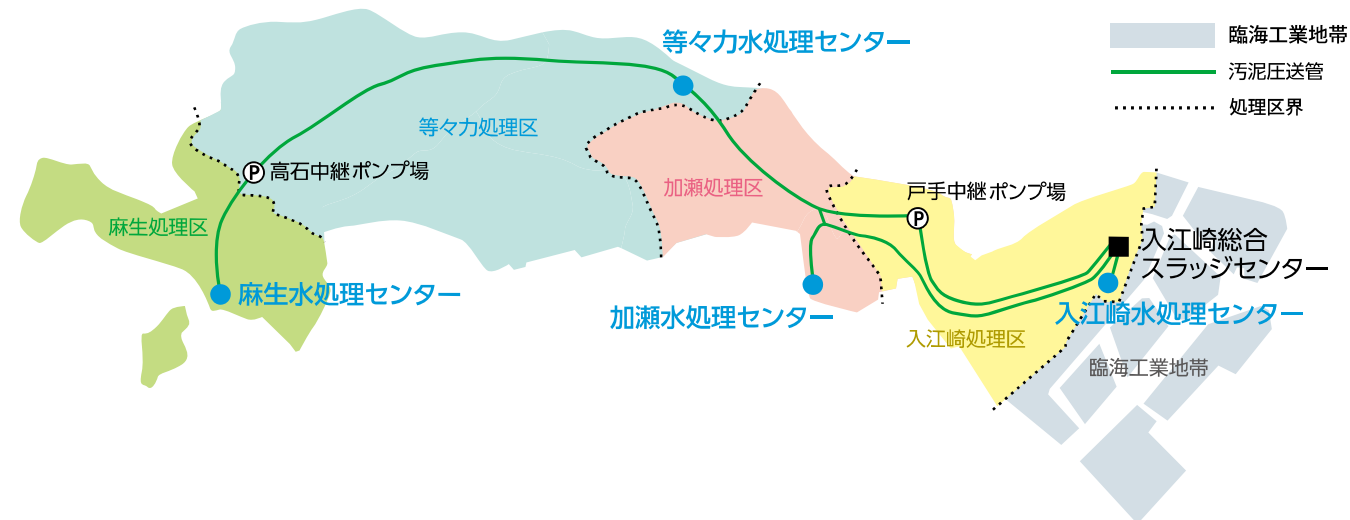 等々力水処理センター
臨海工業地帯
汚泥圧送管
処理区界
等々力処理区
P
高石中継ポンプ場
加瀬処理区
戸手中継ポンプ場
P
麻生処理区
入江崎総合
スラッジセンター
麻生水処理センター
加瀬水処理センター
入江崎水処理センター
入江崎処理区
臨海工業地帯